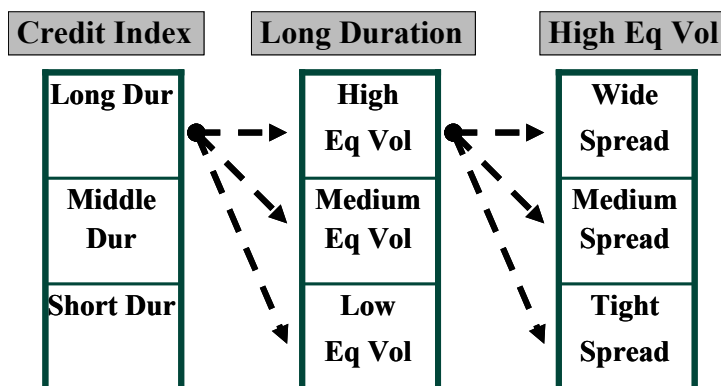 Credit Index
Long Duration
High Eq Vol
Long Dur
Middle
Dur
Short Dur
High
Eq Vol
Medium
Eq Vol
Low
Eq Vol
Wide
Spread
Medium
Spread
Tight
Spread